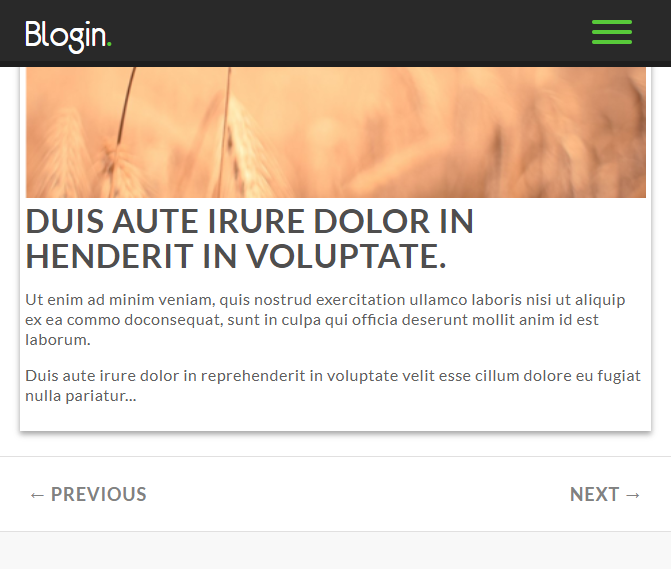 Blogin.
DUIS AUTE IRURE DOLOR IN
HENDERIT IN VOLUPTATE.
Ut enim ad minim veniam, quis nostrud exercitation ullamco laboris nisi ut aliquip
ex ea commo doconsequat, sunt in culpa qui officia deserunt mollit anim id est
laborum.
Duis aute irure dolor in reprehenderit in voluptate velit esse cillum dolore eu fugiat
nulla pariatur...
← PREVIOUS
NEXT →